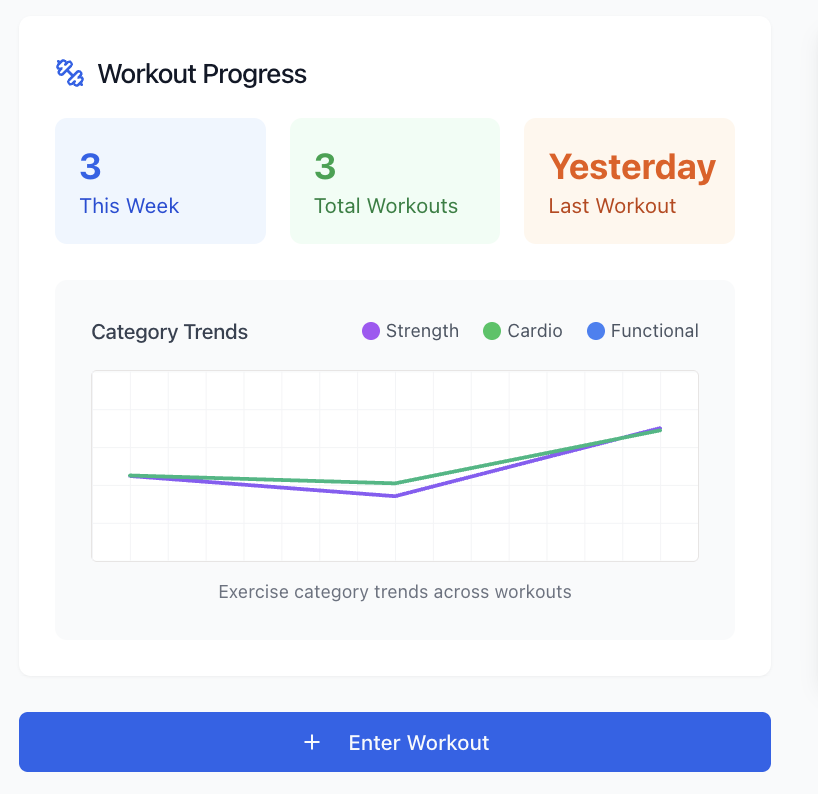 Workout Progress
3
This Week
3
Total Workouts
Yesterday
Last Workout
Category Trends
Strength
Cardio
Functional
Exercise category trends across workouts
+ Enter Workout